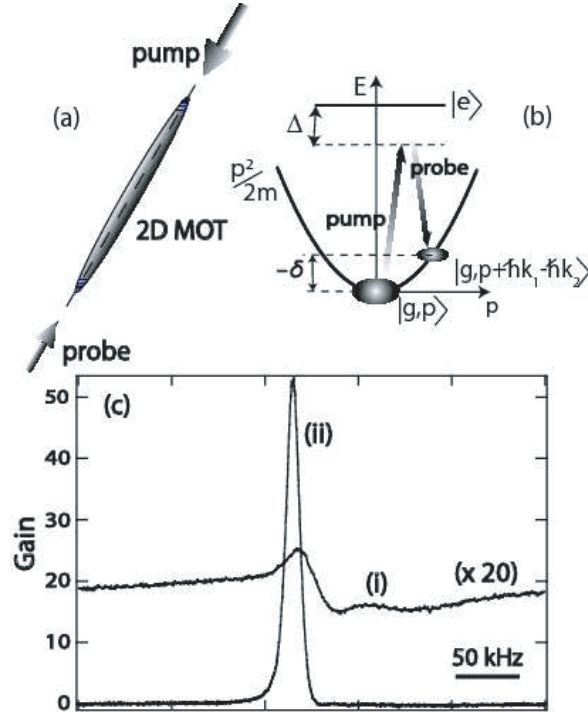 pump
(a)
2D MOT
probe
E
|e⟩
(b)
Δ
p²/2m
probe
pump
-δ
|g,p+ħk₁-ħk₂⟩
|g,p⟩
p
(c)
50
(ii)
40
30
Gain
20
(i)
(x 20)
10
50 kHz
0